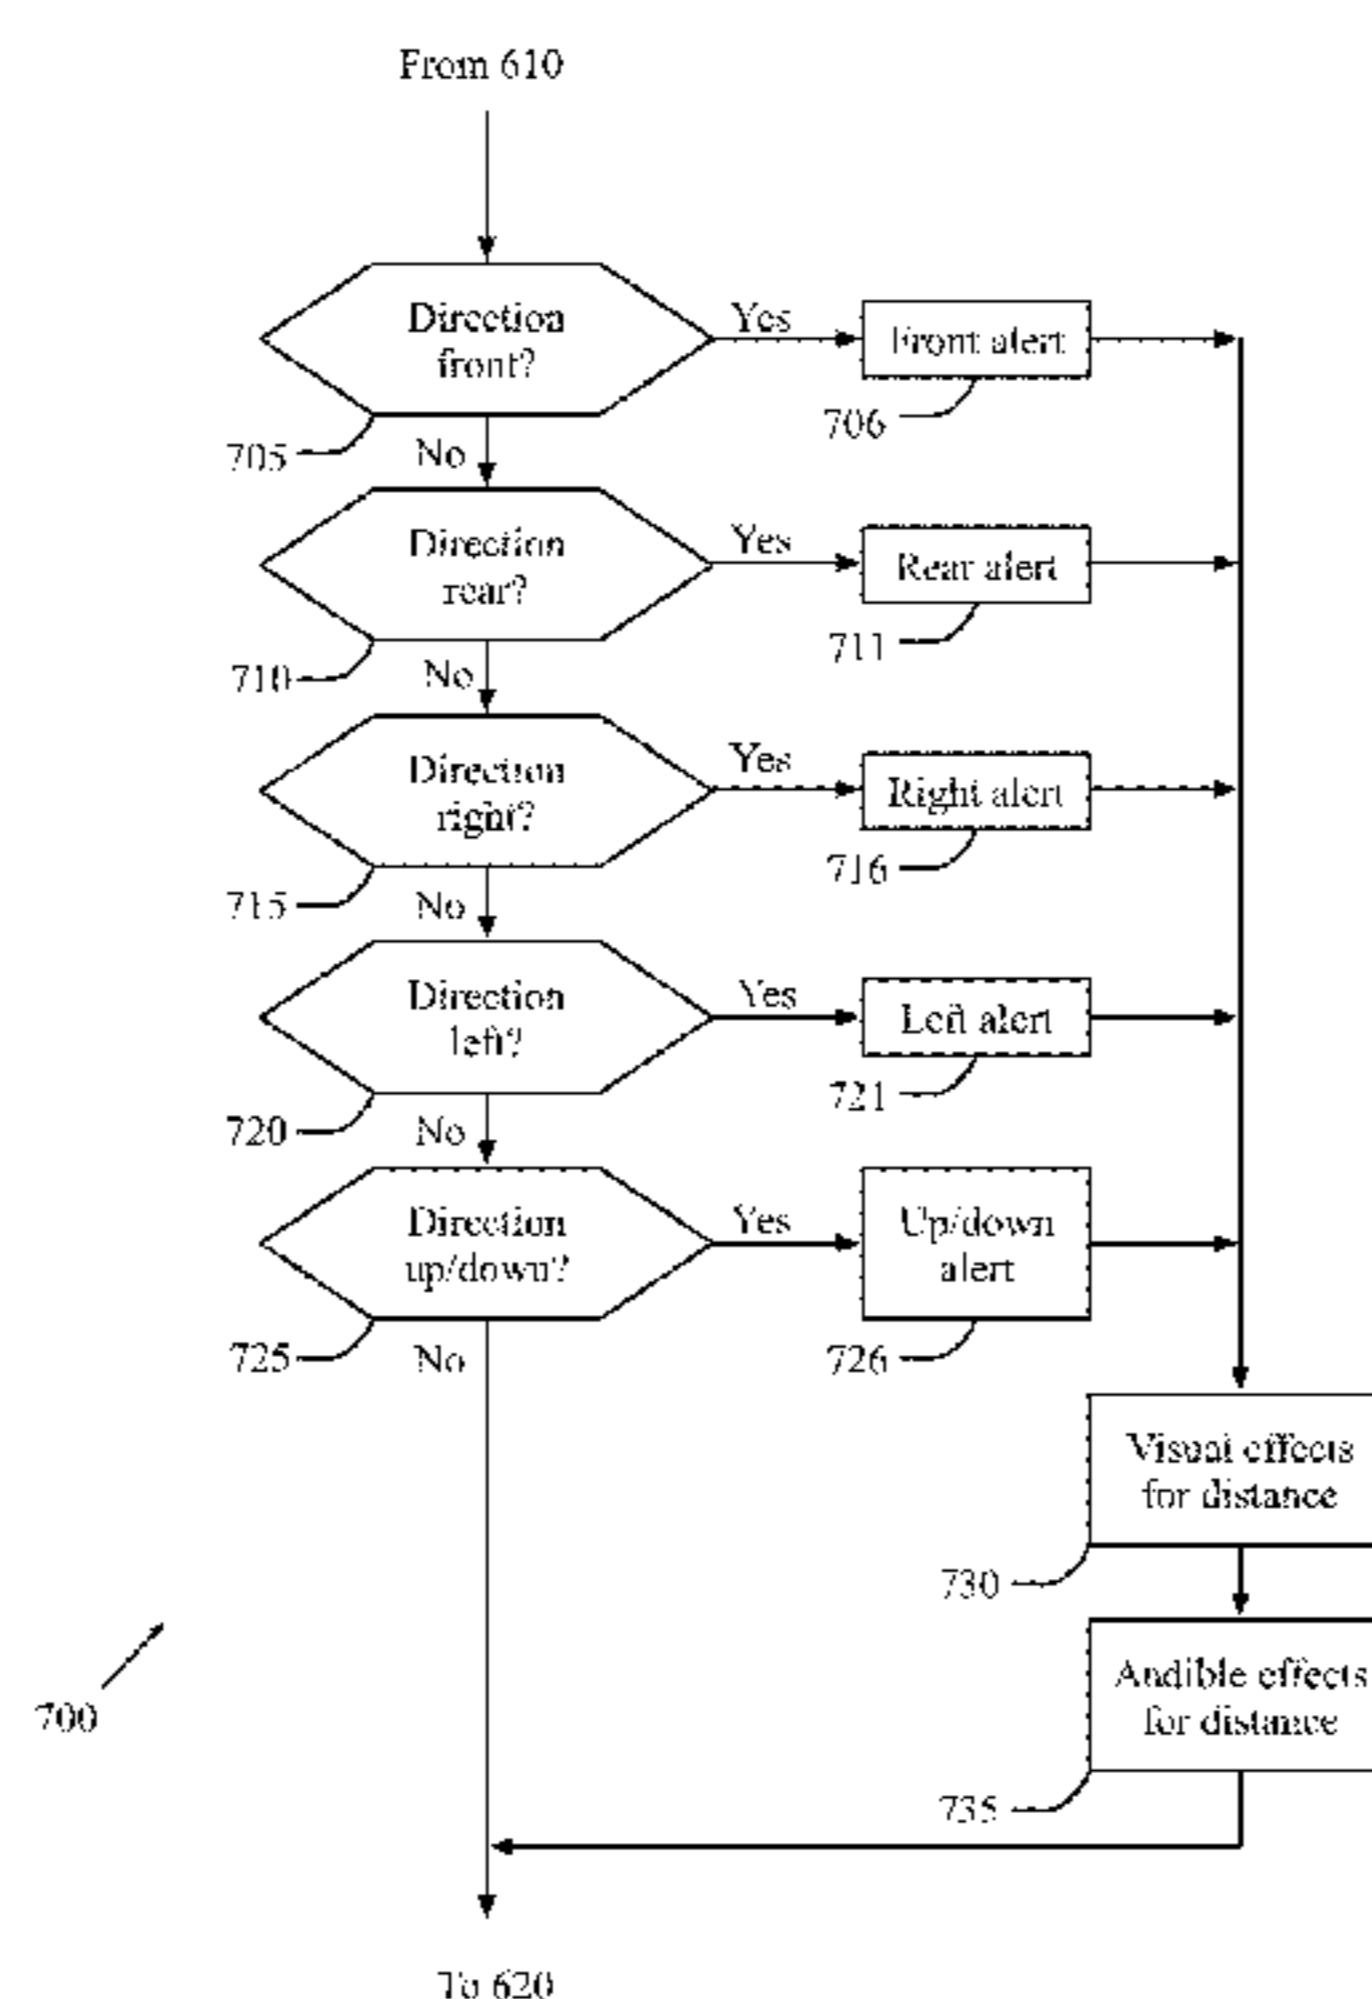 From 610
Direction
front?
Yes
Front alert
706
705
No
Direction
rear?
Yes
Rear alert
711
710
No
Direction
right?
Yes
Right alert
716
715
No
Direction
left?
Yes
Left alert
721
720
No
Direction
up/down?
Yes
Up/down
alert
725
No
726
Visual effects
for distance
730
Audible effects
for distance
700
735
To 620